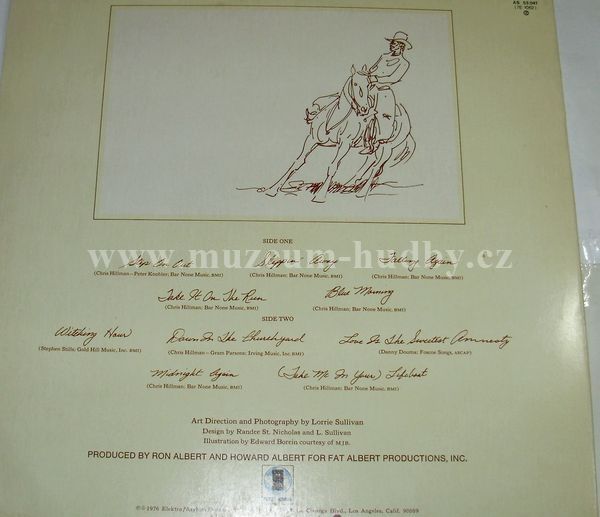 AS 53 041
(7E 1062)
SIDE ONE
Step On Out Slippin' Away Falling Again
(Chris Hillman–Peter Knobler; Bar None Music, BMI) (Chris Hillman; Bar None Music, BMI) (Chris Hillman; Bar None Music, BMI)
Take It On The Run Blue Morning
(Chris Hillman; Bar None Music, BMI) (Chris Hillman; Bar None Music, BMI)
SIDE TWO
Witching Hour Down In The Churchyard Love Is The Sweetest Amnesty
(Stephen Stills; Gold Hill Music, Inc. BMI) (Chris Hillman – Gram Parsons; Irving Music, Inc. BMI) (Danny Douma; Foscoe Songs, ASCAP)
Midnight Again (Take Me In Your) Lifeboat
(Chris Hillman; Bar None Music, BMI) (Chris Hillman; Bar None Music, BMI)
Art Direction and Photography by Lorrie Sullivan
Design by Randee St. Nicholas and L. Sullivan
Illustration by Edward Borein courtesy of MJB.
PRODUCED BY RON ALBERT AND HOWARD ALBERT FOR FAT ALBERT PRODUCTIONS, INC.
℗© 1976 Elektra/Asylum La Cienega Blvd., Los Angeles, Calif. 90069
www.muzeum-hudby.cz